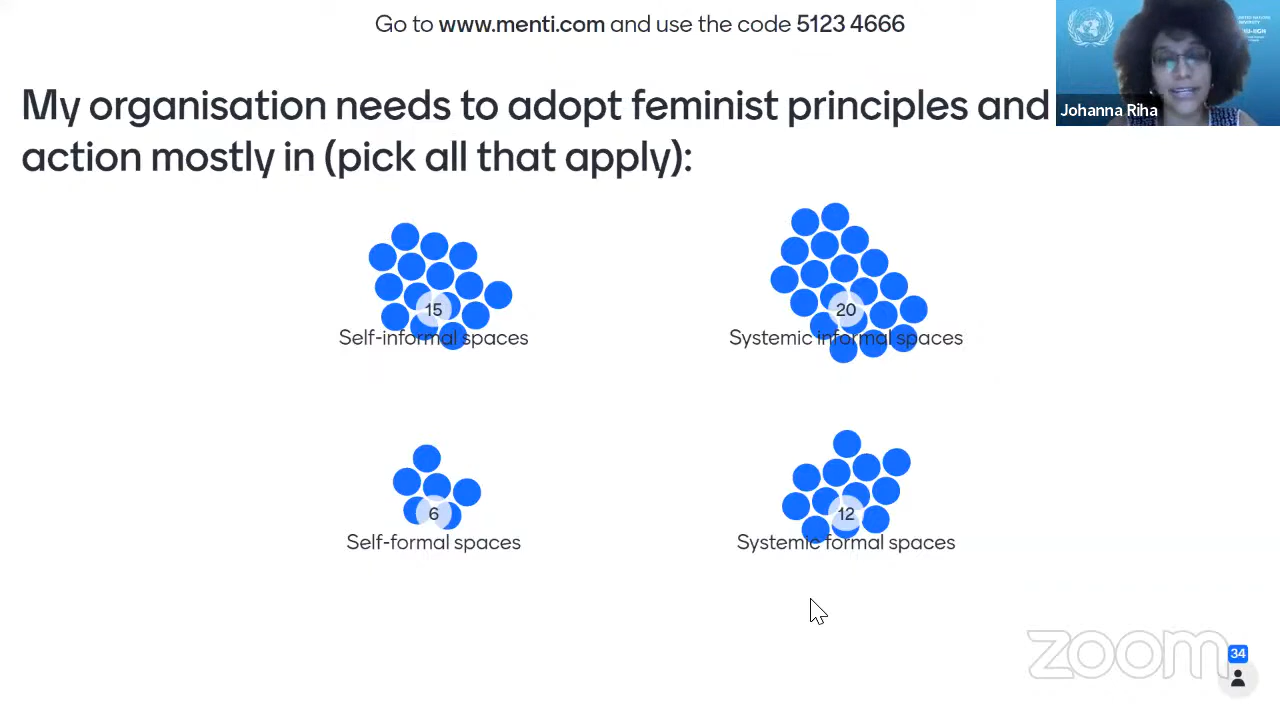 Go to www.menti.com and use the code 5123 4666
My organisation needs to adopt feminist principles and
action mostly in (pick all that apply):
Johanna Riha
15
Self-informal spaces
20
Systemic informal spaces
6
Self-formal spaces
12
Systemic formal spaces
zoom
34